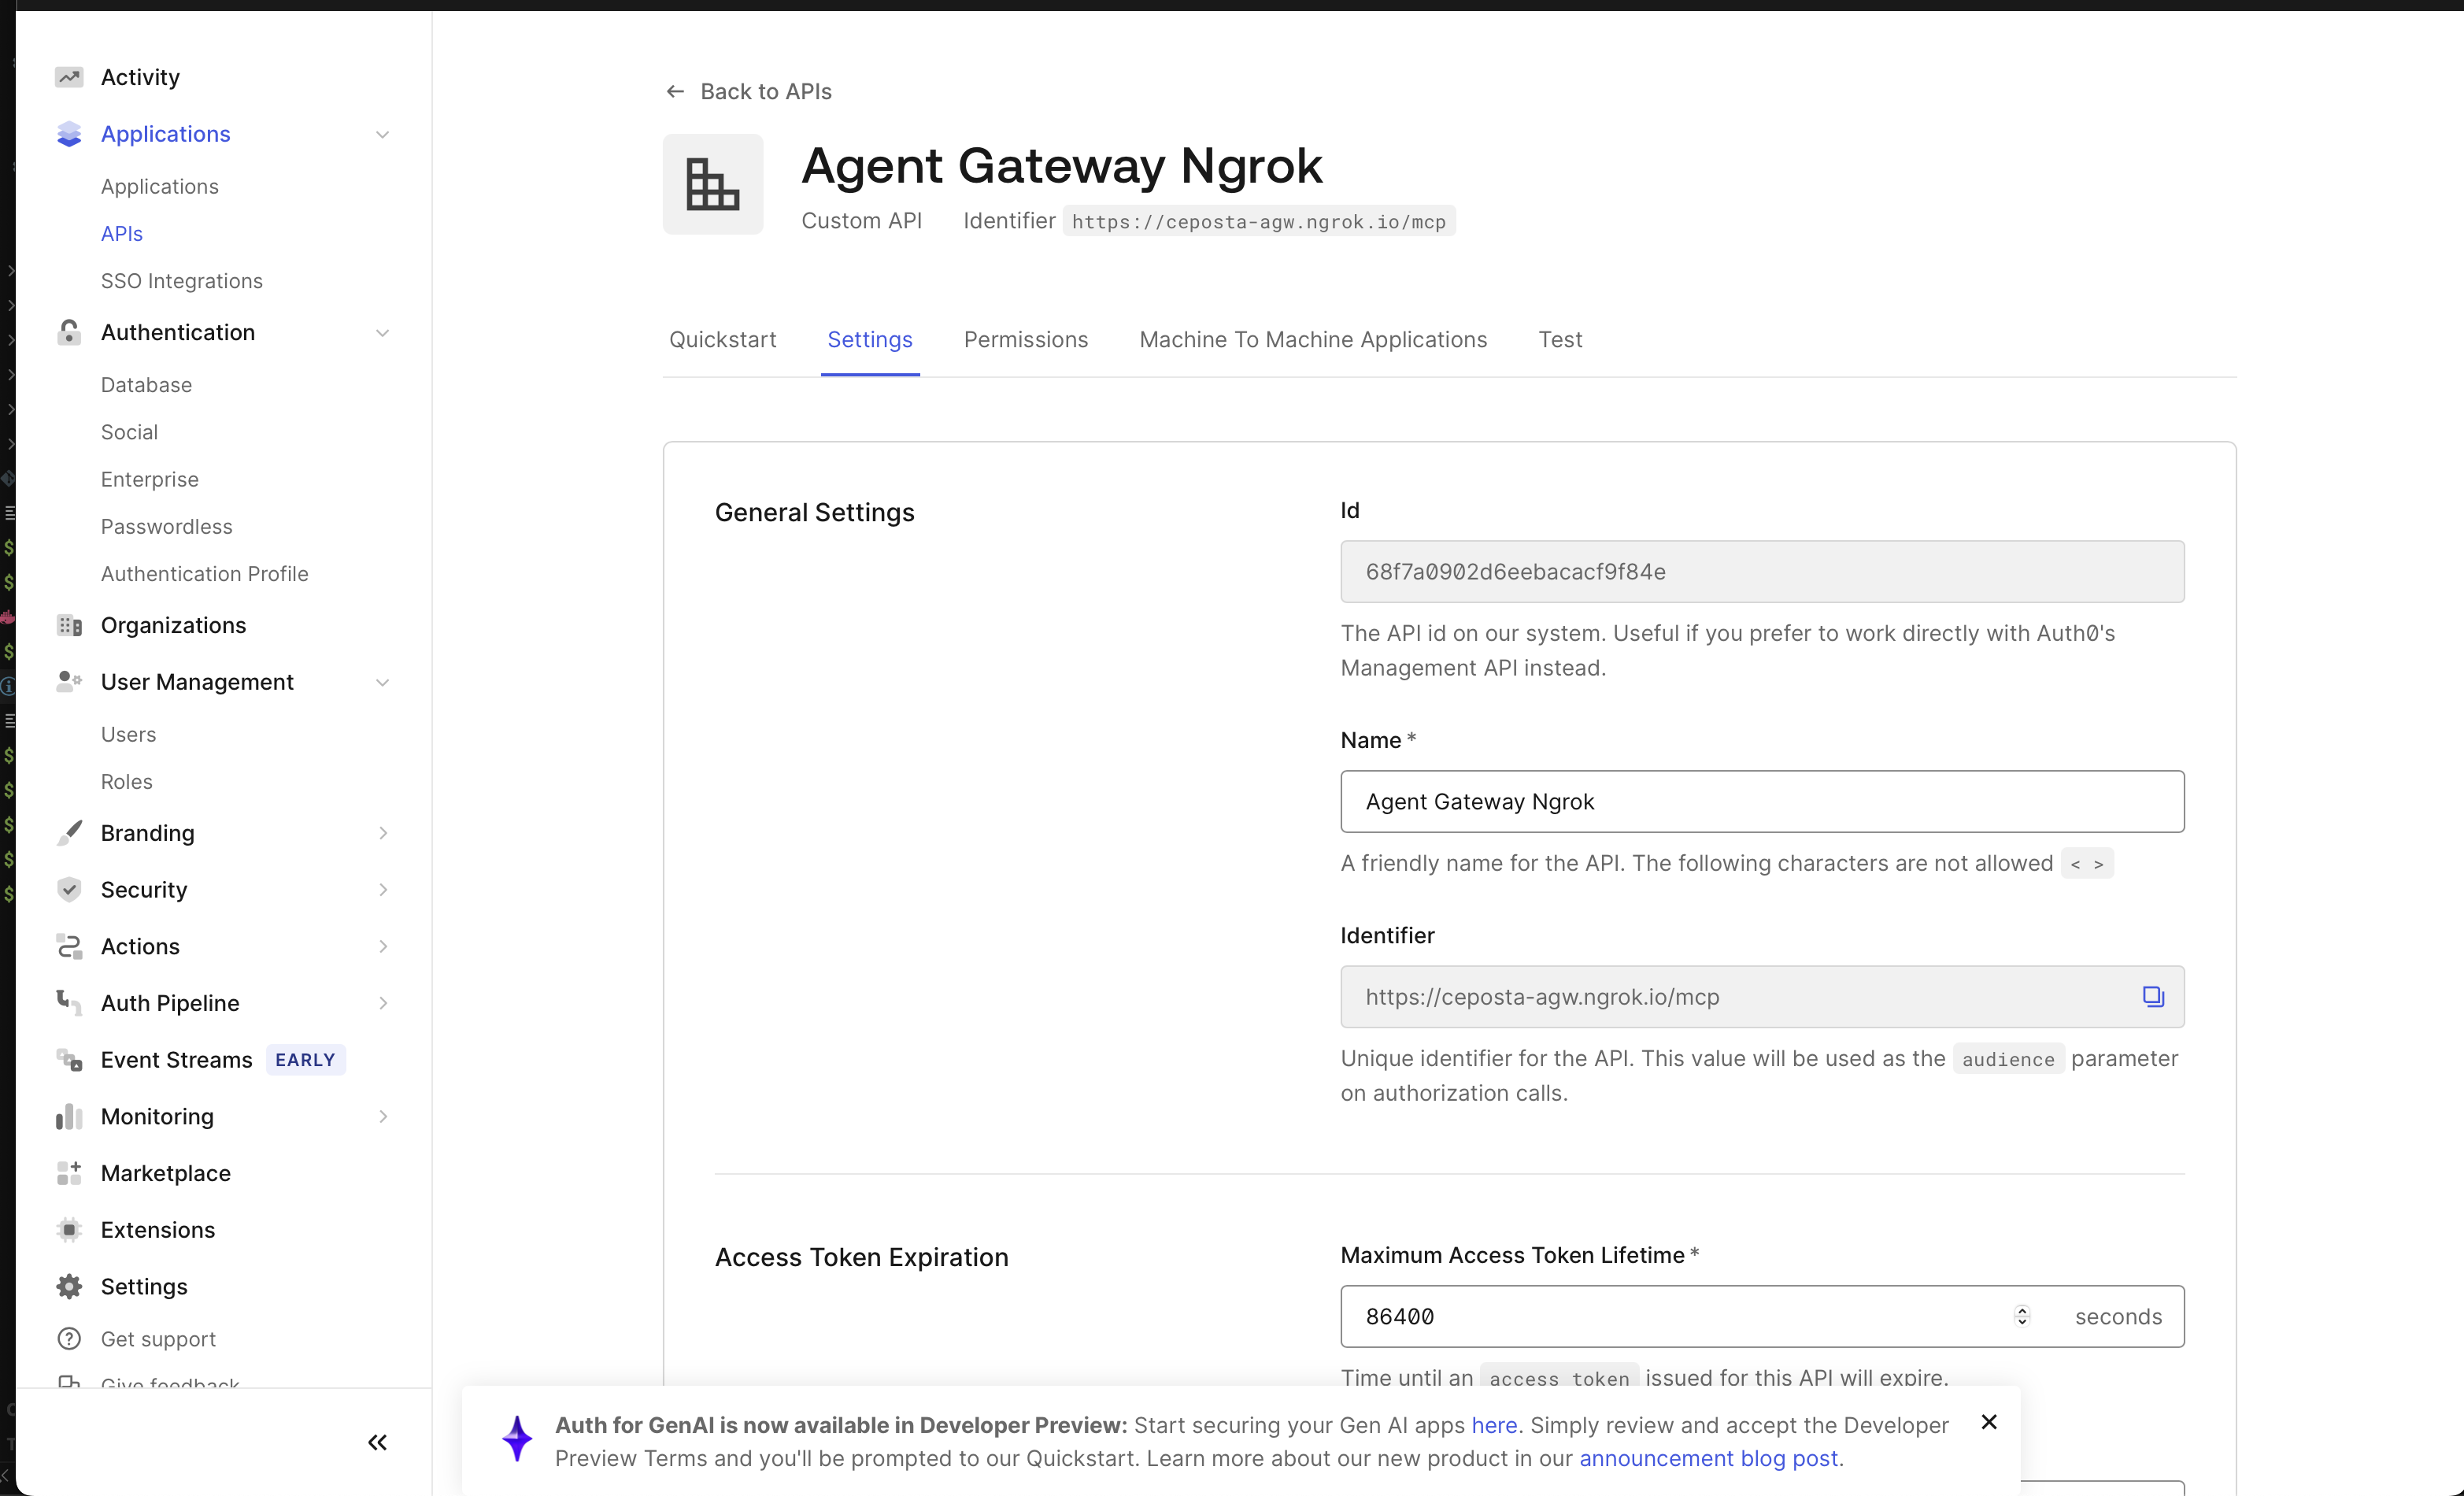 Activity
Applications
Applications
APIs
SSO Integrations
Authentication
Database
Social
Enterprise
Passwordless
Authentication Profile
Organizations
User Management
Users
Roles
Branding
Security
Actions
Auth Pipeline
Event Streams EARLY
Monitoring
Marketplace
Extensions
Settings
Get support
Give feedback
Back to APIs
Agent Gateway Ngrok
Custom API Identifier https://ceposta-agw.ngrok.io/mcp
Quickstart Settings Permissions Machine To Machine Applications Test
General Settings
Id
68f7a0902d6eebacacf9f84e
The API id on our system. Useful if you prefer to work directly with Auth0's
Management API instead.
Name *
Agent Gateway Ngrok
A friendly name for the API. The following characters are not allowed < >
Identifier
https://ceposta-agw.ngrok.io/mcp
Unique identifier for the API. This value will be used as the audience parameter
on authorization calls.
Access Token Expiration
Maximum Access Token Lifetime *
86400 seconds
Time until an access token issued for this API will expire.
Auth for GenAI is now available in Developer Preview: Start securing your Gen AI apps here. Simply review and accept the Developer
Preview Terms and you'll be prompted to our Quickstart. Learn more about our new product in our announcement blog post.